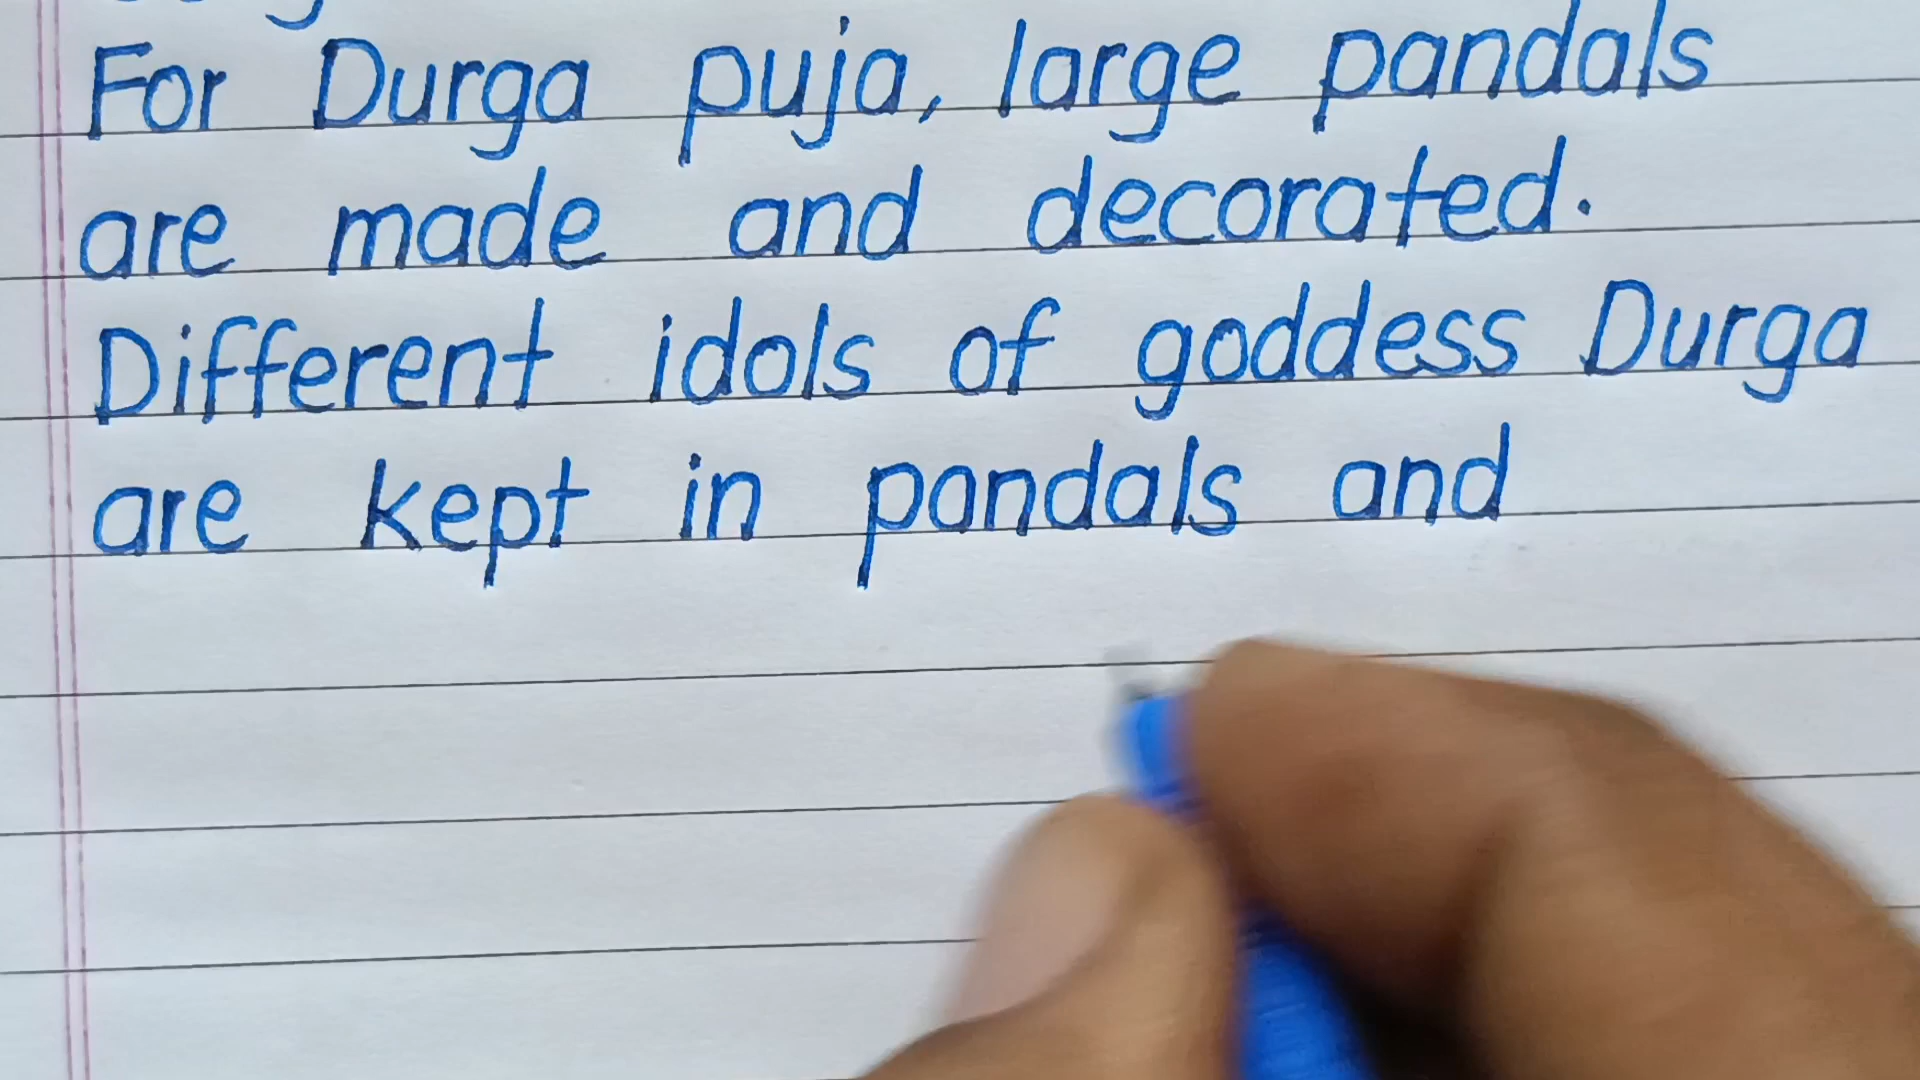 For Durga puja, large pandals
are made and decorated.
Different idols of goddess Durga
are kept in pandals and